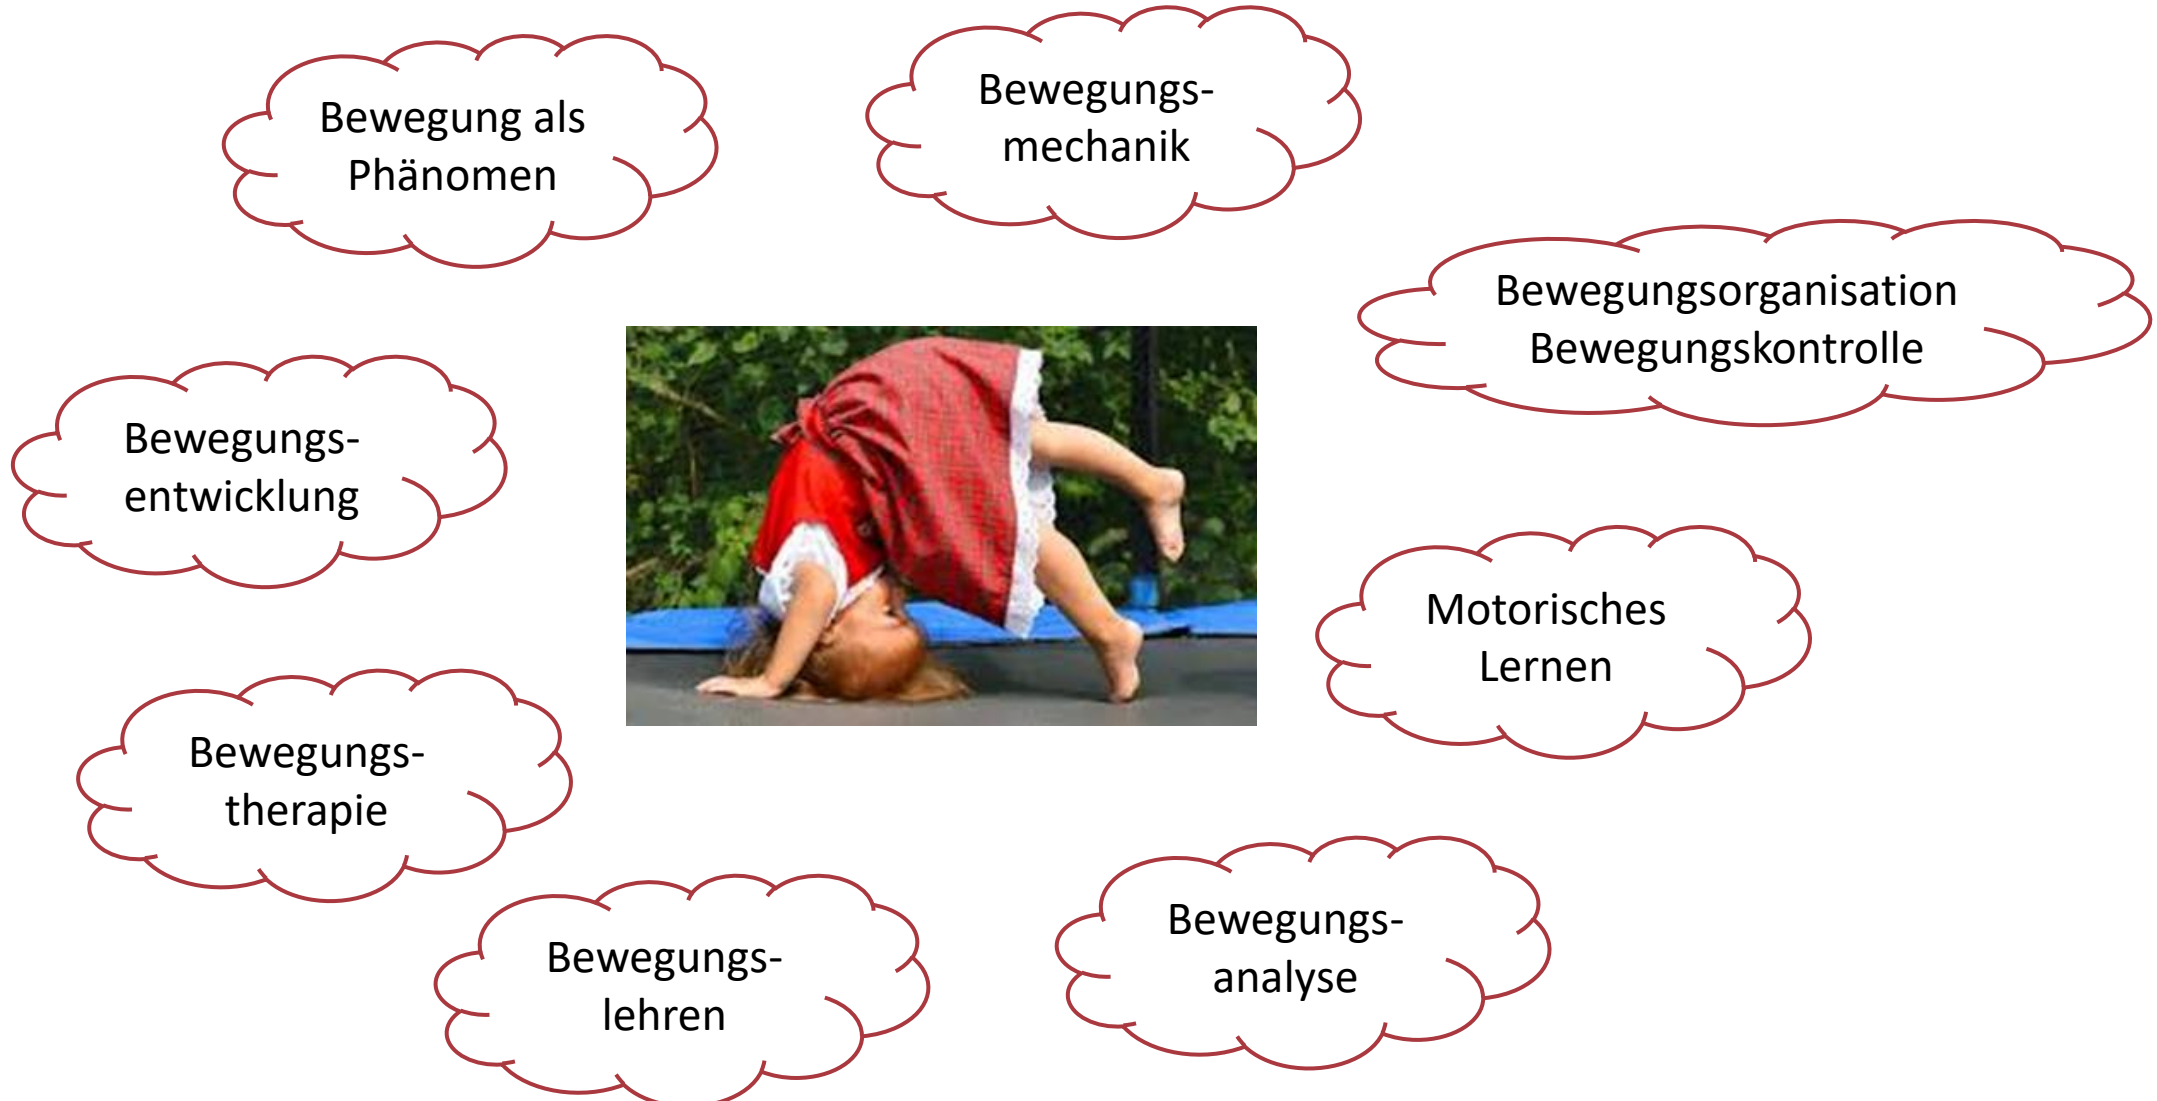 Bewegung als
Phänomen
Bewegungs-
mechanik
Bewegungsorganisation
Bewegungskontrolle
Bewegungs-
entwicklung
Motorisches
Lernen
Bewegungs-
therapie
Bewegungs-
analyse
Bewegungs-
lehren